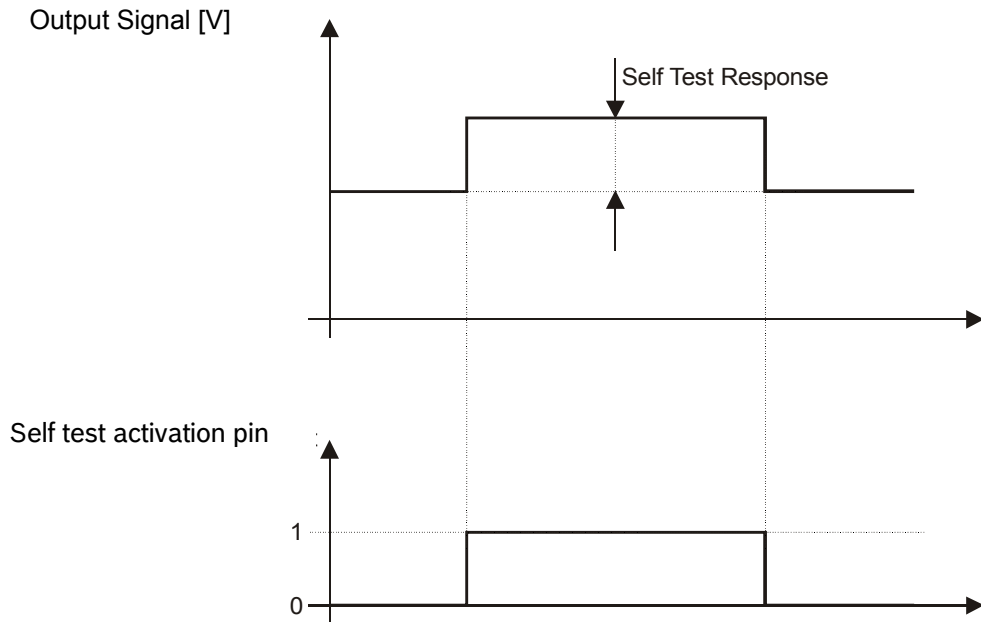 Output Signal [V]
Self Test Response
Self test activation pin
:
1
0